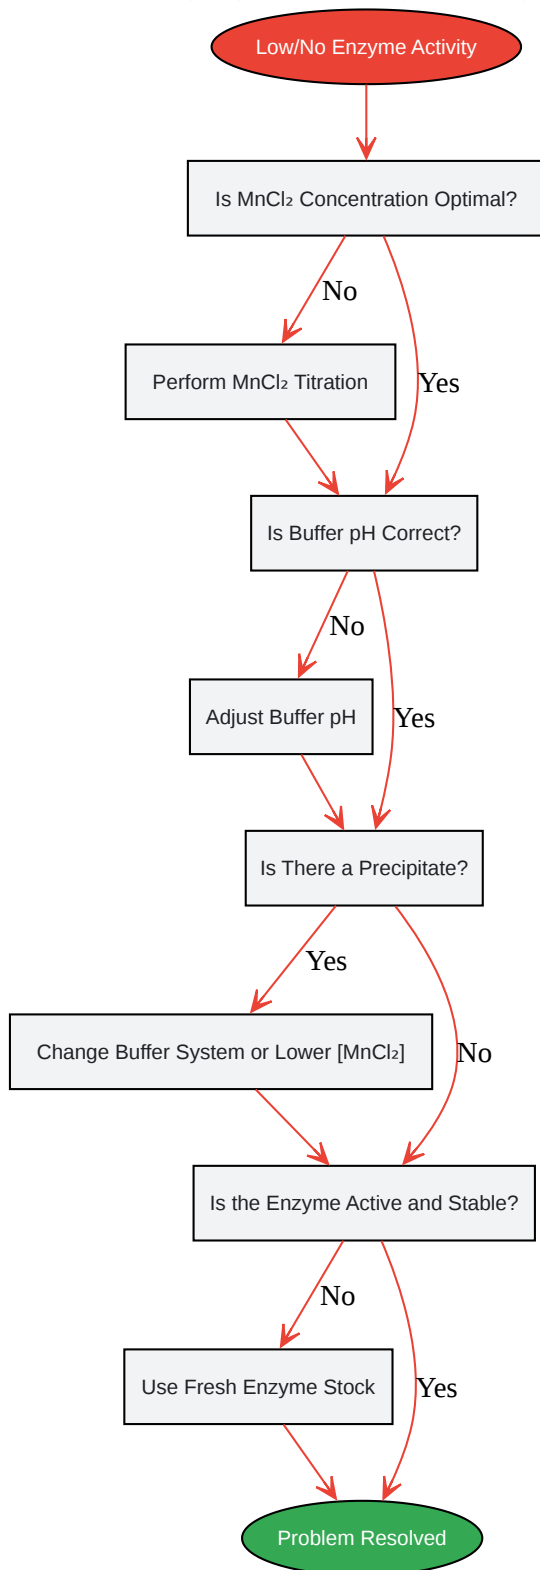 Low/No Enzyme Activity
Is MnCl₂ Concentration Optimal?
No
Perform MnCl₂ Titration
Yes
Is Buffer pH Correct?
No
Adjust Buffer pH
Yes
Is There a Precipitate?
Yes
Change Buffer System or Lower [MnCl₂]
No
Is the Enzyme Active and Stable?
No
Use Fresh Enzyme Stock
Yes
Problem Resolved